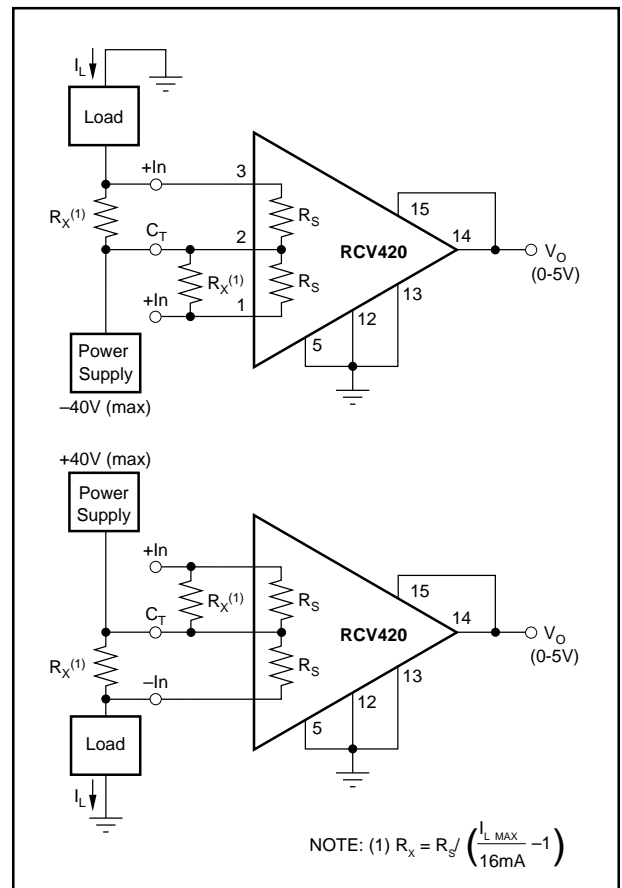 I_L
Load
+In
3
R_X^(1)
R_S
15
C_T
2
RCV420
14
V_O
(0-5V)
R_X^(1)
R_S
+In
1
13
12
5
Power
Supply
–40V (max)
+40V (max)
Power
Supply
+In
R_X^(1)
R_S
15
C_T
RCV420
14
V_O
(0-5V)
R_X^(1)
R_S
–In
13
12
5
Load
I_L
NOTE: (1) R_X = R_S/ (I_L MAX/16mA –1)